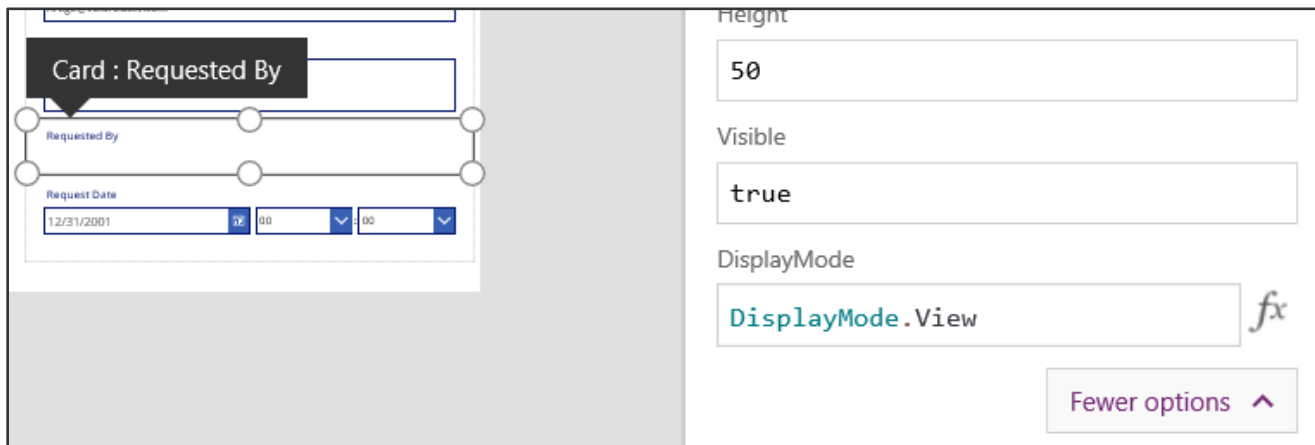 Card : Requested By
Requested By
Request Date
12/31/2001
00
:
00
Height
50
Visible
true
DisplayMode
DisplayMode.View
fx
Fewer options